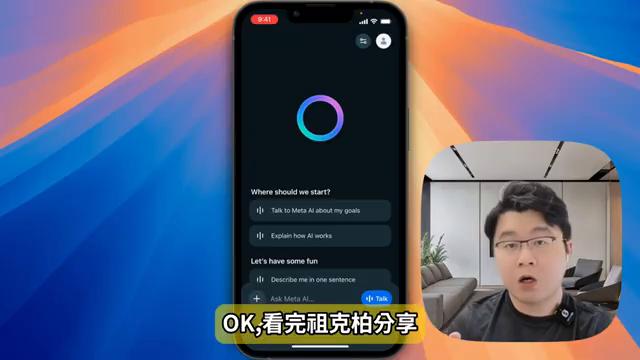 9:41
Where should we start?
Talk to Meta AI about my goals
Explain how AI works
Let's have some fun
Describe me in one sentence
Ask Meta AI...
Talk
OK,看完祖克柏分享